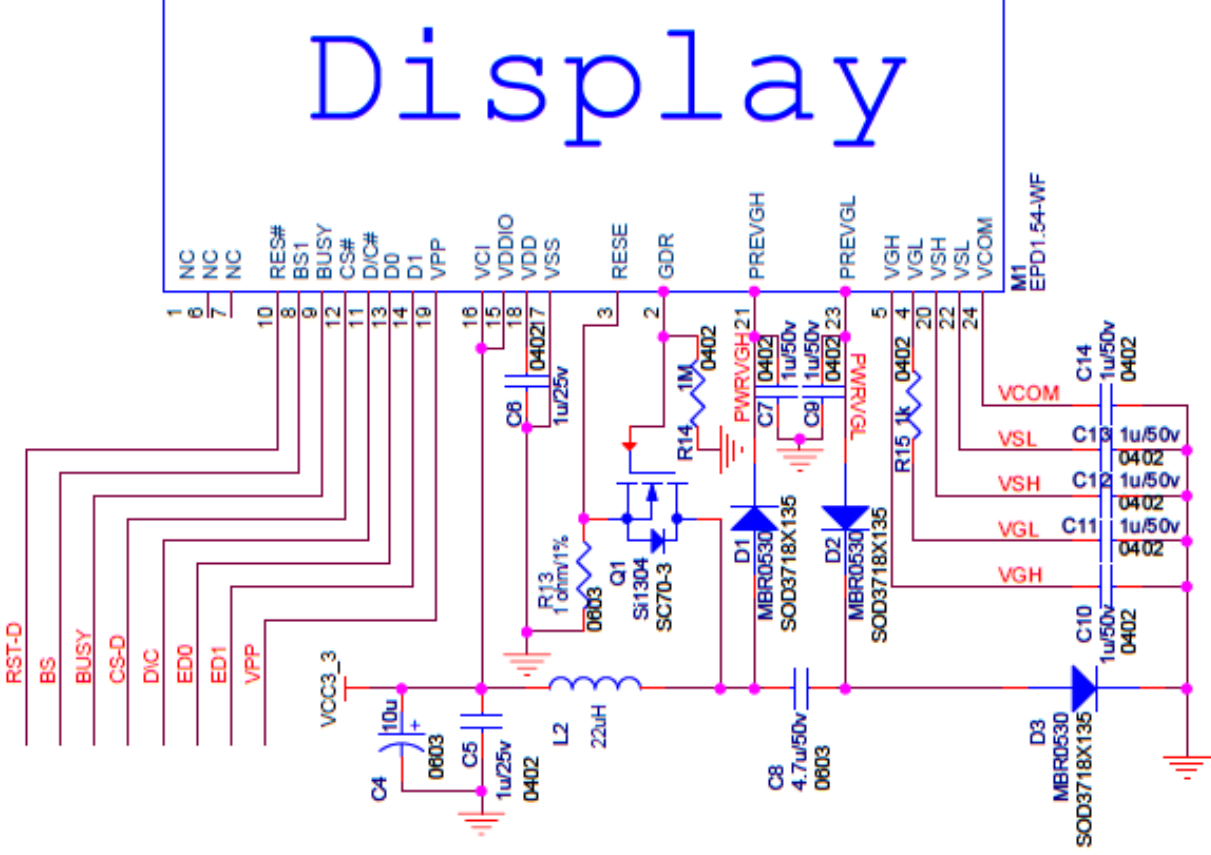 Display
NC
NC
NC
RES#
BS1
BUSY
CS#
D/C#
D0
D1
VPP
VCI
VDDIO
VDD
VSS
RESE
GDR
PREVGH
PREVGL
VGH
VGL
VSH
VSL
VCOM
M1
EPD1.54-WF
1
6
7
10
8
9
12
11
13
14
19
16
15
18
17
3
2
21
23
5
4
20
22
24
C6
0402
1u/25v
R14
1M
0402
PWRVGH
C7
0402
1u/50v
C9
1u/50v
0402
PWRVGL
R15 1k
0402
C14
1u/50v
0402
VCOM
VSL
C13 1u/50v
0402
VSH
C12 1u/50v
0402
VGL
C11 1u/50v
0402
VGH
C10
1u/50v
0402
R13
1 ohm/1%
0603
Q1
Si1304
SC70-3
D1
MBR0530
SOD3718X135
D2
MBR0530
SOD3718X135
RST-D
BS
BUSY
CS-D
D\C
ED0
ED1
VPP
VCC3_3
C4
10u
+
0603
C5
1u/25v
0402
L2
22uH
C8
4.7u/50v
0603
D3
MBR0530
SOD3718X135